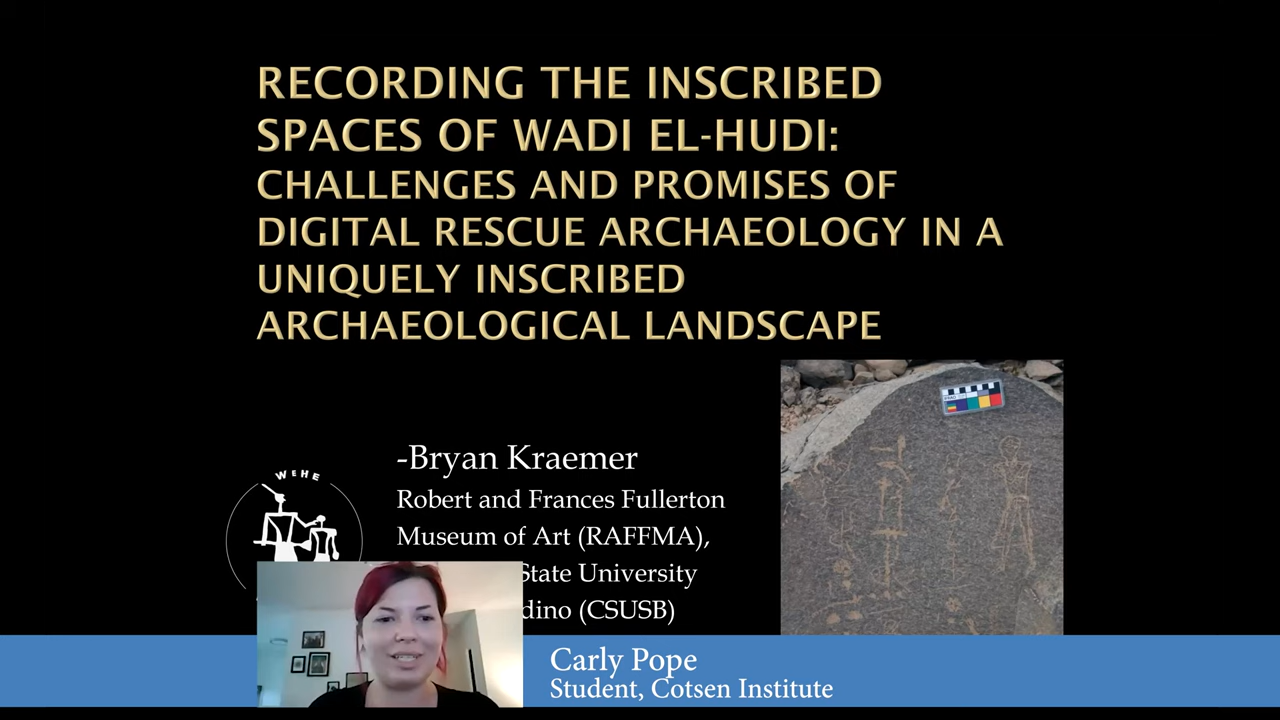 RECORDING THE INSCRIBED
SPACES OF WADI EL-HUDI:
CHALLENGES AND PROMISES OF
DIGITAL RESCUE ARCHAEOLOGY IN A
UNIQUELY INSCRIBED
ARCHAEOLOGICAL LANDSCAPE
WEHE
-Bryan Kraemer
Robert and Frances Fullerton
Museum of Art (RAFFMA),
State University
dino (CSUSB)
Carly Pope
Student, Cotsen Institute